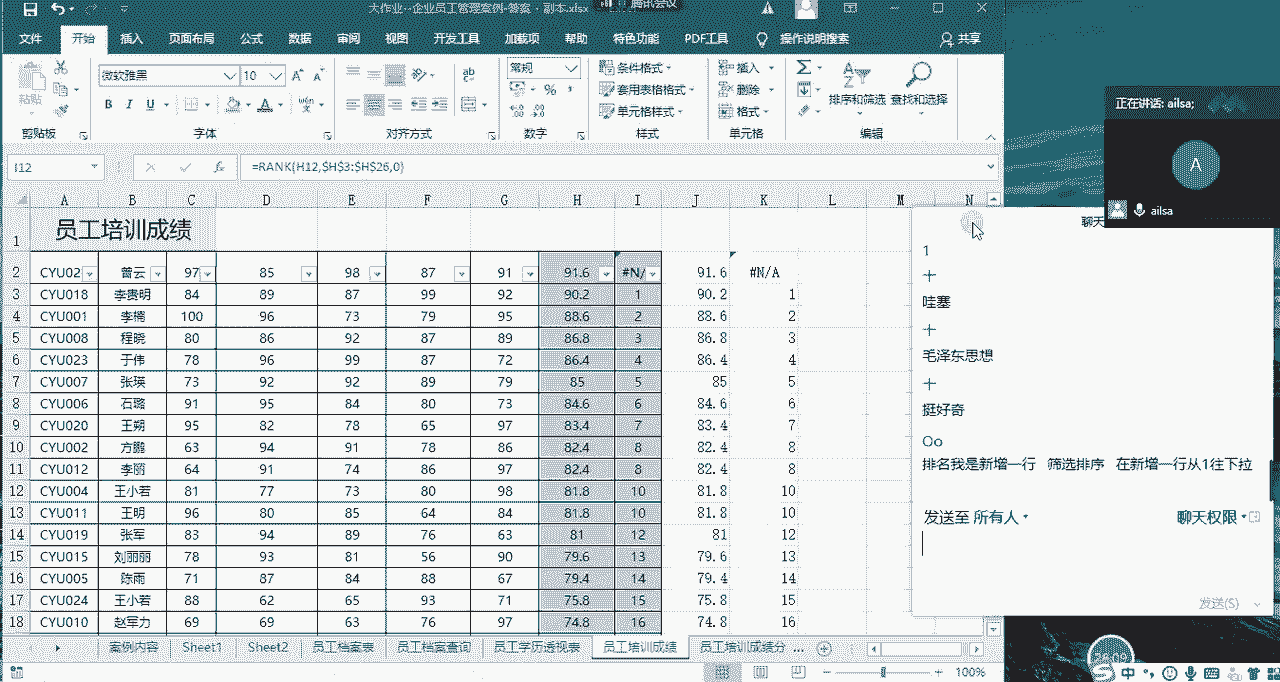 大作业--企业员工管理案例-答案 - 副本.xlsx
腾讯会议
文件 开始 插入 页面布局 公式 数据 审阅 视图 开发工具 加载项 帮助 特色功能 PDF工具 操作说明搜索 共享
粘贴
微软雅黑 10
B I U
常规
条件格式
套用表格格式
单元格样式
插入
删除
格式
排序和筛选 查找和选择
剪贴板 字体 对齐方式 数字 样式 单元格 编辑
I12 =RANK(H12,$H$3:$H$26,0)
A B C D E F G H I J K L M N
1 员工培训成绩
2 CYU02 曾云 97 85 98 87 91 91.6 #N/ 91.6 #N/A
3 CYU018 李贵明 84 89 87 99 92 90.2 1 90.2 1
4 CYU001 李楠 100 96 73 79 95 88.6 2 88.6 2
5 CYU008 程晓 80 86 92 87 89 86.8 3 86.8 3
6 CYU023 于伟 78 96 99 87 72 86.4 4 86.4 4
7 CYU007 张瑛 73 92 92 89 79 85 5 85 5
8 CYU006 石璐 91 95 84 80 73 84.6 6 84.6 6
9 CYU020 王朔 95 82 78 65 97 83.4 7 83.4 7
10 CYU002 方鹏 63 94 91 78 86 82.4 8 82.4 8
11 CYU012 李丽 64 91 74 86 97 82.4 8 82.4 8
12 CYU004 王小若 81 77 73 80 98 81.8 10 81.8 10
13 CYU011 王明 96 80 85 64 84 81.8 10 81.8 10
14 CYU019 张军 83 94 89 76 63 81 12 81 12
15 CYU015 刘丽丽 78 93 81 56 90 79.6 13 79.6 13
16 CYU005 陈雨 71 87 84 88 67 79.4 14 79.4 14
17 CYU024 王小若 88 62 65 93 71 75.8 15 75.8 15
18 CYU010 赵军力 69 69 63 76 97 74.8 16 74.8 16
案例内容 Sheet1 Sheet2 员工档案表 员工档案查询 员工学历透视表 员工培训成绩 员工培训成绩分 ...
100%
正在讲话: ailsa;
A
ailsa
聊天
1
十
哇塞
十
毛泽东思想
十
挺好奇
Oo
排名我是新增一行 筛选排序 在新增一行从1往下拉
发送至 所有人
聊天权限
发送(S)
中